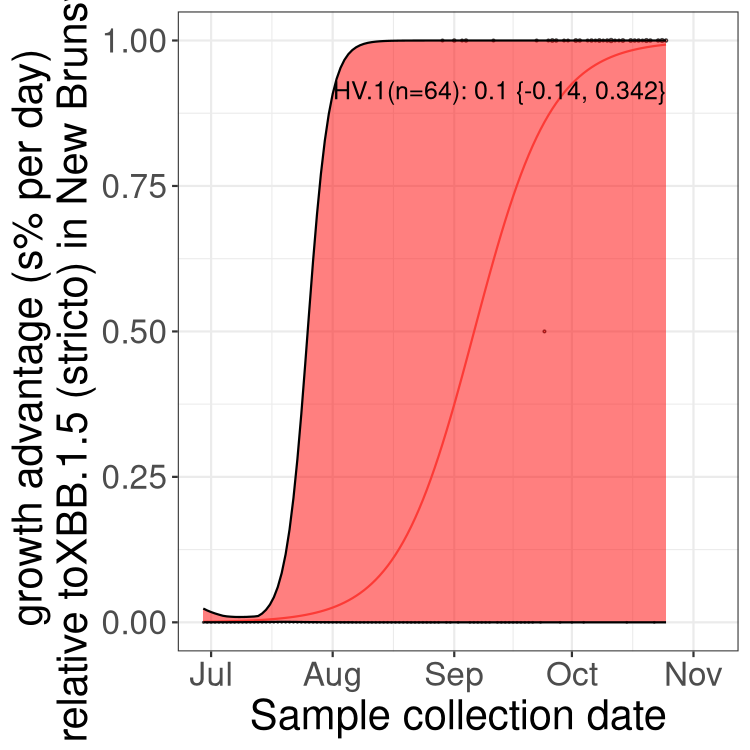 growth advantage (s% per day)
relative toXBB.1.5 (stricto) in New
1.00
0.75
0.50
0.25
0.00
HV.1(n=64): 0.1 {-0.14, 0.342}
Jul Aug Sep Oct Nov
Sample collection date